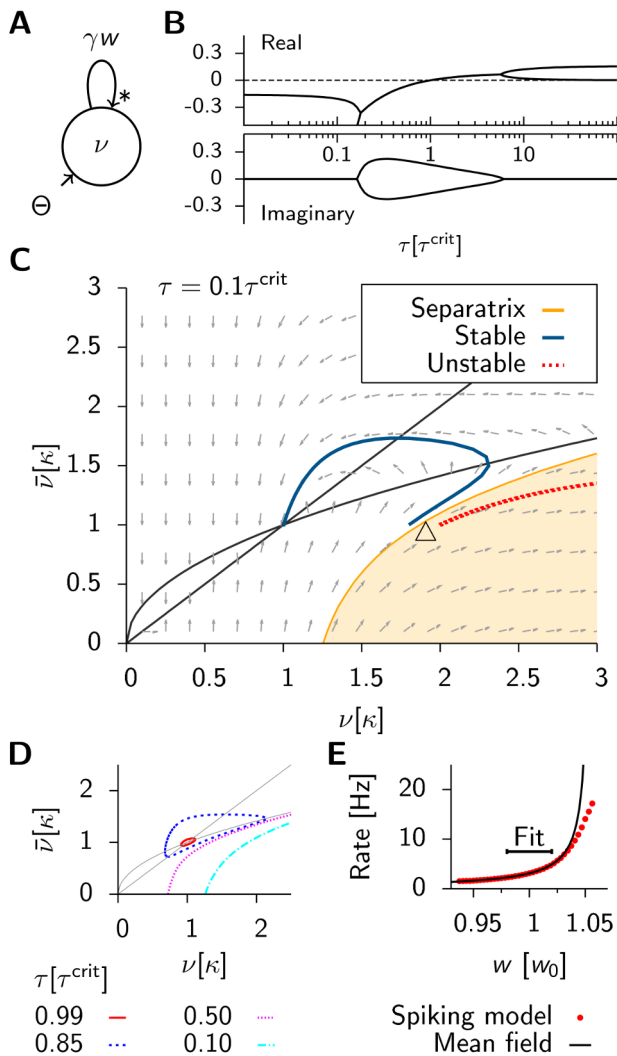 A
γw
*
ν
Θ
B
Real
0.3
0
-0.3
0.1 1 10
0.3
0
-0.3
Imaginary
τ[τ^crit]
C
τ = 0.1τ^crit
Separatrix
Stable
Unstable
3
2.5
2
1.5
1
0.5
0
ν̄[κ]
0 0.5 1 1.5 2 2.5 3
ν[κ]
D
2
1
0
ν̄[κ]
0 1 2
ν[κ]
τ[τ^crit]
0.99
0.85
0.50
0.10
E
Rate [Hz]
20
10
0
Fit
0.95 1 1.05
w [w₀]
Spiking model
Mean field